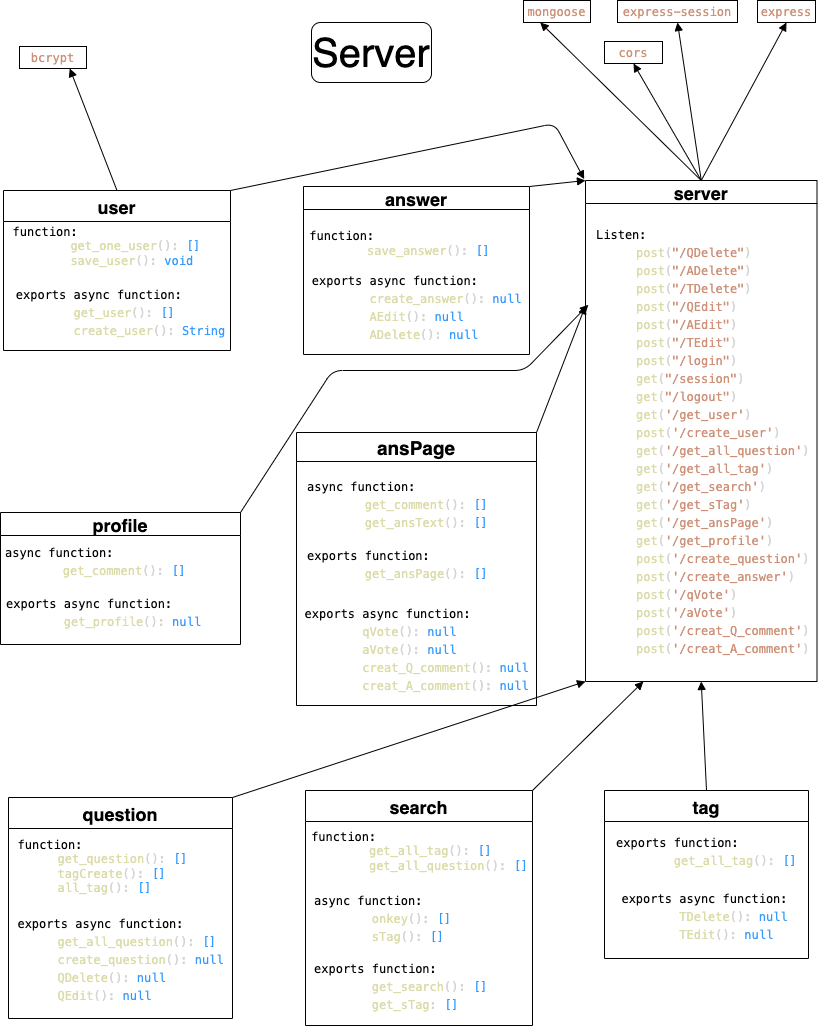 mongoose
express-session
express
Server
cors
bcrypt
user
function:
get_one_user(): []
save_user(): void
exports async function:
get_user(): []
create_user(): String
answer
function:
save_answer(): []
exports async function:
create_answer(): null
AEdit(): null
ADelete(): null
server
Listen:
post("/QDelete")
post("/ADelete")
post("/TDelete")
post("/QEdit")
post("/AEdit")
post("/TEdit")
post("/login")
get("/session")
get("/logout")
get('/get_user')
post('/create_user')
get('/get_all_question')
get('/get_all_tag')
get('/get_search')
get('/get_sTag')
get('/get_ansPage')
get('/get_profile')
post('/create_question')
post('/create_answer')
post('/qVote')
post('/aVote')
post('/creat_Q_comment')
post('/creat_A_comment')
ansPage
async function:
get_comment(): []
get_ansText(): []
exports function:
get_ansPage(): []
exports async function:
qVote(): null
aVote(): null
creat_Q_comment(): null
creat_A_comment(): null
profile
async function:
get_comment(): []
exports async function:
get_profile(): null
question
function:
get_question(): []
tagCreate(): []
all_tag(): []
exports async function:
get_all_question(): []
create_question(): null
QDelete(): null
QEdit(): null
search
function:
get_all_tag(): []
get_all_question(): []
async function:
onkey(): []
sTag(): []
exports function:
get_search(): []
get_sTag: []
tag
exports function:
get_all_tag(): []
exports async function:
TDelete(): null
TEdit(): null